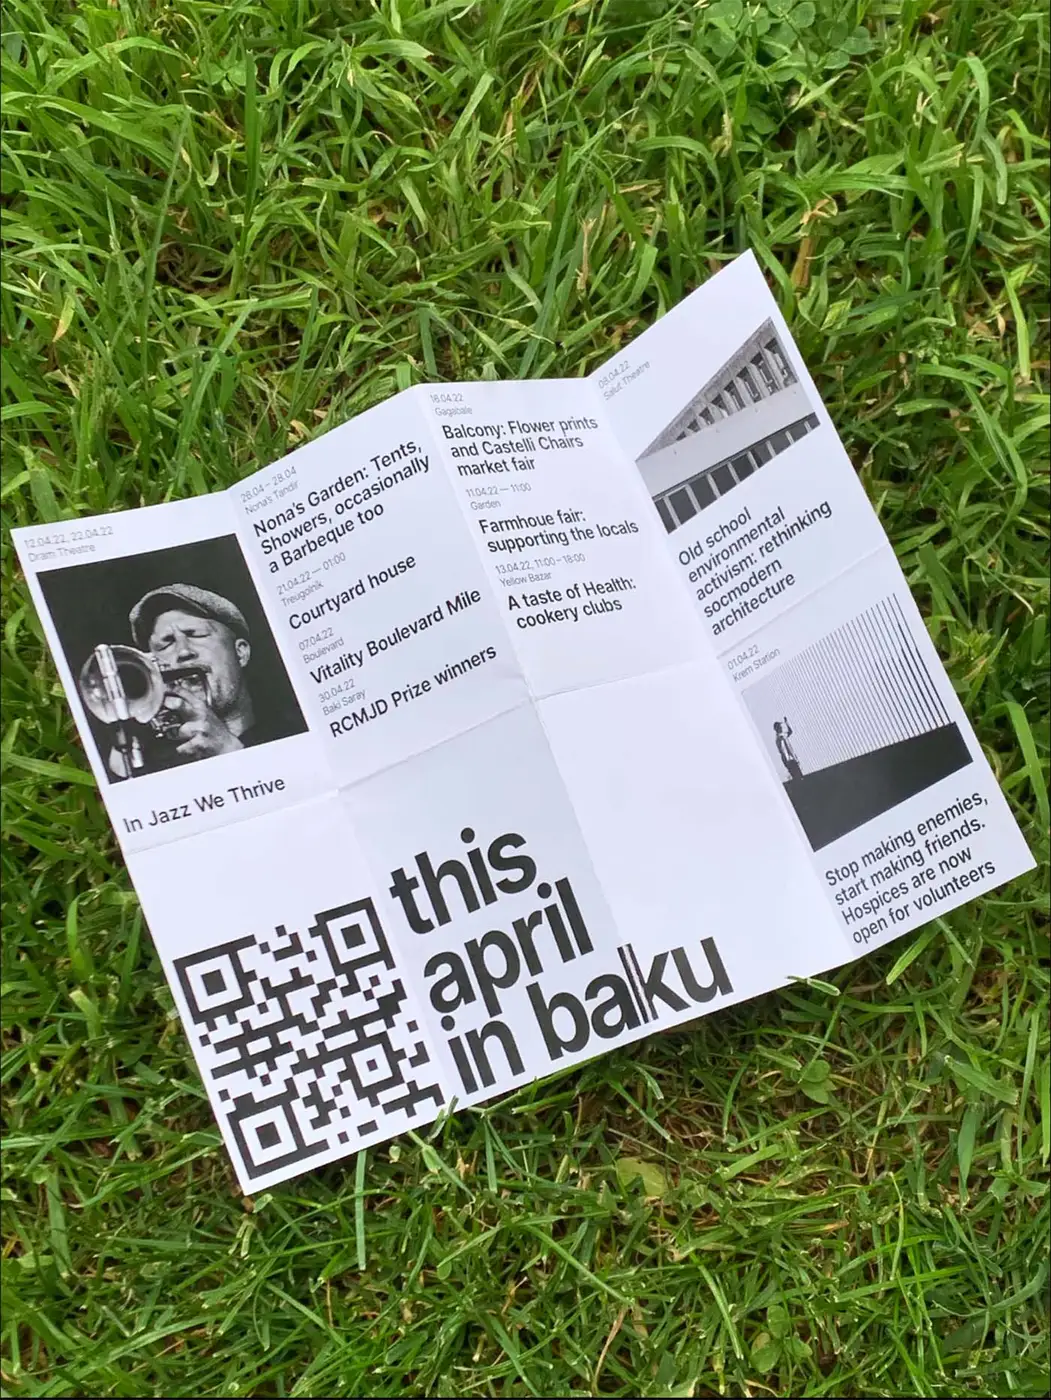 12.04.22, 22.04.22
Dram Theatre
In Jazz We Thrive
26.04 – 28.04
Nona's Tandir
Nona's Garden: Tents,
Showers, occasionally
a Barbeque too
21.04.22 — 01:00
Treugolnik
Courtyard house
07.04.22
Boulevard
Vitality Boulevard Mile
30.04.22
Baki Saray
RCMJD Prize winners
16.04.22
Gagabale
Balcony: Flower prints
and Castelli Chairs
market fair
11.04.22 — 11:00
Garden
Farmhoue fair:
supporting the locals
13.04.22, 11:00 – 18:00
Yellow Bazar
A taste of Health:
cookery clubs
08.04.22
Salut Theatre
Old school
environmental
activism: rethinking
socmodern
architecture
01.04.22
Krem Station
Stop making enemies,
start making friends.
Hospices are now
open for volunteers
this
april
in baku